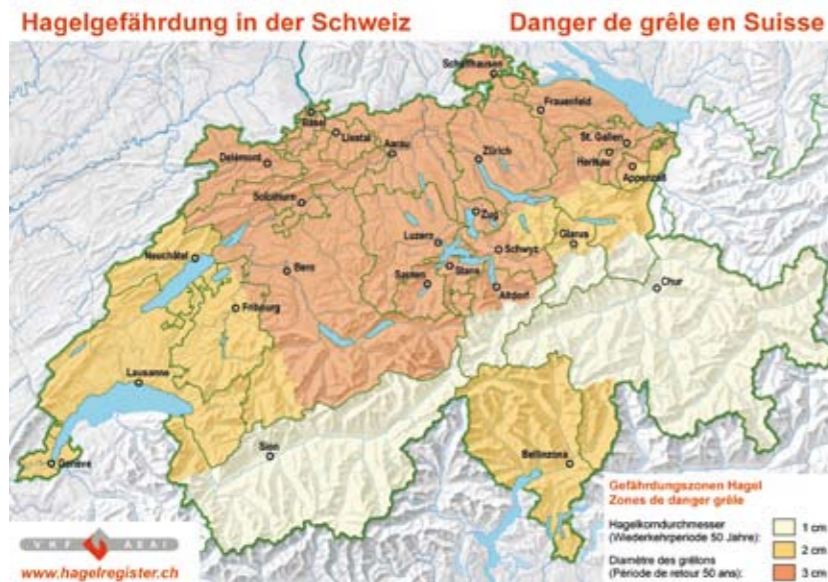 Hagelgefährdung in der Schweiz
Danger de grêle en Suisse
Schaffhausen
Basel
Liestal
Frauenfeld
Delémont
Aarau
Zürich
St. Gallen
Herisau
Appenzell
Solothurn
Zug
Luzern
Glarus
Neuchâtel
Bern
Schwyz
Sarnen
Stans
Altdorf
Chur
Fribourg
Lausanne
Sion
Genève
Bellinzona
Gefährdungszonen Hagel
Zones de danger grêle
Hagelkorndurchmesser
(Wiederkehrperiode 50 Jahre):
Diamètre des grêlons
(Période de retour 50 ans):
1 cm
2 cm
3 cm
VKF AEAI
www.hagelregister.ch